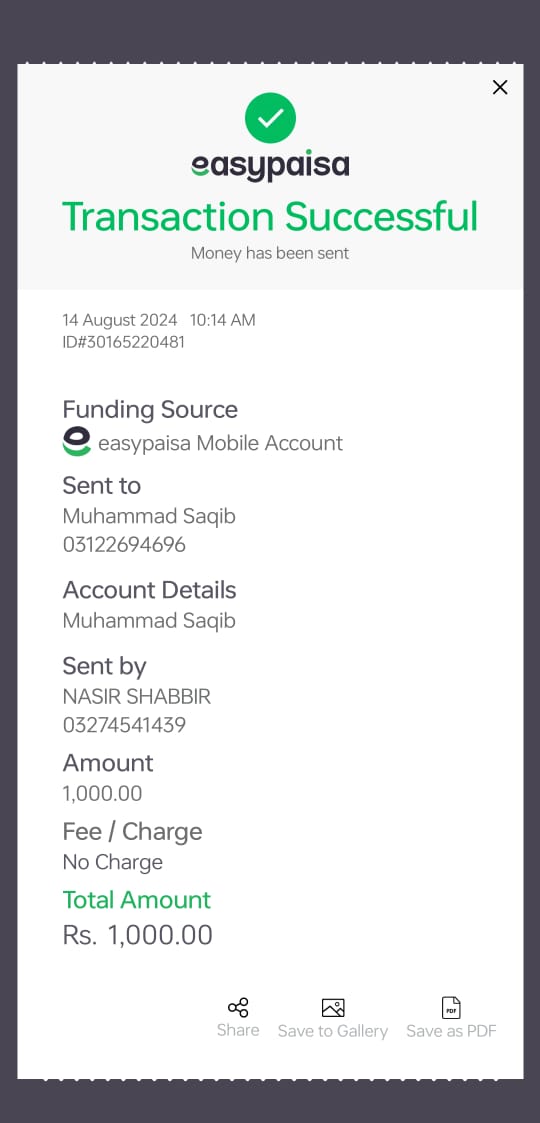 easypaisa
Transaction Successful
Money has been sent
14 August 2024 10:14 AM
ID#30165220481
Funding Source
easypaisa Mobile Account
Sent to
Muhammad Saqib
03122694696
Account Details
Muhammad Saqib
Sent by
NASIR SHABBIR
03274541439
Amount
1,000.00
Fee / Charge
No Charge
Total Amount
Rs. 1,000.00
PDF
Share Save to Gallery Save as PDF